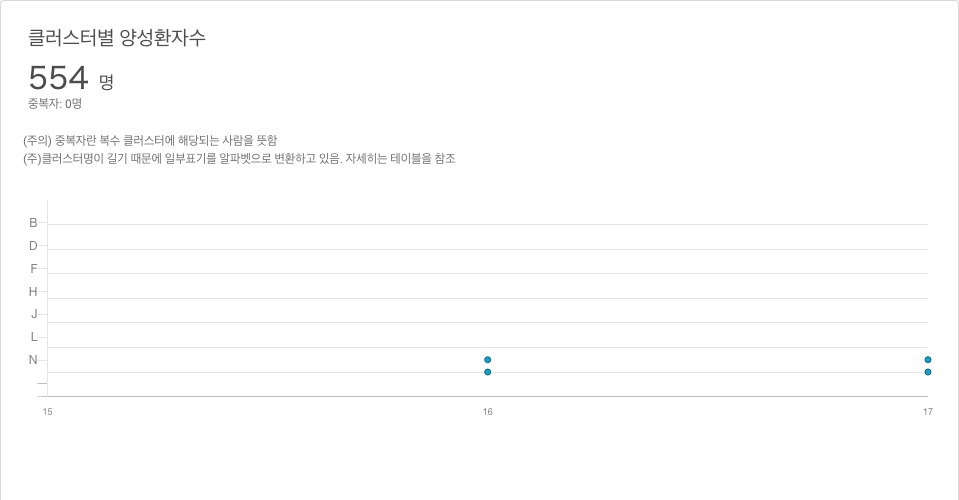 클러스터별 양성환자수
554 명
중복자: 0명
(주의) 중복자란 복수 클러스터에 해당되는 사람을 뜻함
(주)클러스터명이 길기 때문에 일부표기를 알파벳으로 변환하고 있음. 자세히는 테이블을 참조
B
D
F
H
J
L
N
15 16 17